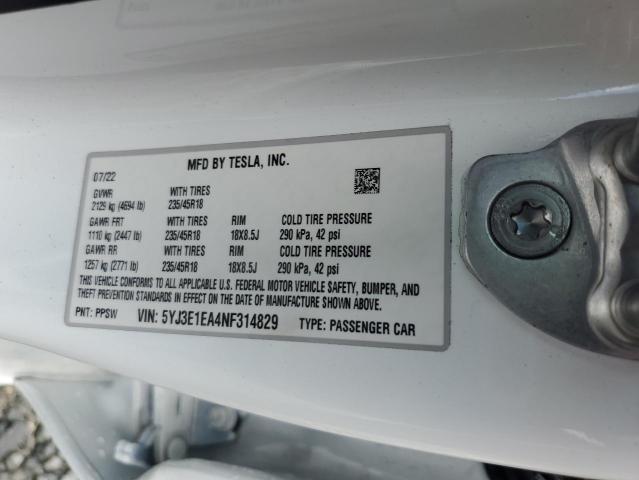 MFD BY TESLA, INC.
07/22
GVWR WITH TIRES
2129 kg (4694 lb) 235/45R18
GAWR FRT WITH TIRES RIM COLD TIRE PRESSURE
1110 kg (2447 lb) 235/45R18 18X8.5J 290 kPa, 42 psi
GAWR RR WITH TIRES RIM COLD TIRE PRESSURE
1257 kg (2771 lb) 235/45R18 18X8.5J 290 kPa, 42 psi
THIS VEHICLE CONFORMS TO ALL APPLICABLE U.S. FEDERAL MOTOR VEHICLE SAFETY, BUMPER, AND
THEFT PREVENTION STANDARDS IN EFFECT ON THE DATE OF MANUFACTURE SHOWN ABOVE.
PNT: PPSW VIN: 5YJ3E1EA4NF314829 TYPE: PASSENGER CAR